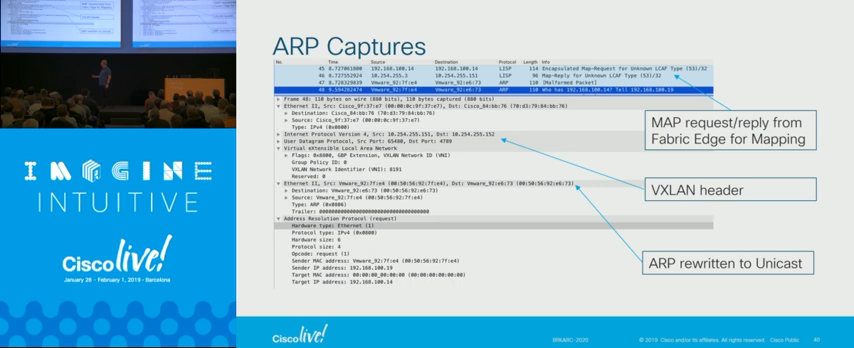 IMAGINE
INTUITIVE
Cisco live!
January 28 - February 1, 2019 • Barcelona
ARP Captures
No. Time Source Destination Protocol Length Info
45 8.727061800 192.168.100.14 192.168.100.14 LISP 114 Encapsulated Map-Request for Unknown LCAF Type (53)/32
46 8.727552924 10.254.255.3 10.254.255.151 LISP 96 Map-Reply for Unknown LCAF Type (53)/32
47 8.728329839 Vmware_92:7f:e4 Vmware_92:e6:73 ARP 110 [Malformed Packet]
48 9.594262474 Vmware_92:7f:e4 Vmware_92:e6:73 ARP 110 Who has 192.168.100.14? Tell 192.168.100.19
Frame 48: 110 bytes on wire (880 bits), 110 bytes captured (880 bits)
Ethernet II, Src: Cisco_9f:37:e7 (00:00:0c:9f:37:e7), Dst: Cisco_84:bb:76 (70:d3:79:84:bb:76)
Destination: Cisco_84:bb:76 (70:d3:79:84:bb:76)
Source: Cisco_9f:37:e7 (00:00:0c:9f:37:e7)
Type: IPv4 (0x0800)
Internet Protocol Version 4, Src: 10.254.255.151, Dst: 10.254.255.152
User Datagram Protocol, Src Port: 65480, Dst Port: 4789
Virtual eXtensible Local Area Network
Flags: 0x8800, GBP Extension, VXLAN Network ID (VNI)
Group Policy ID: 0
VXLAN Network Identifier (VNI): 8191
Reserved: 0
Ethernet II, Src: Vmware_92:7f:e4 (00:50:56:92:7f:e4), Dst: Vmware_92:e6:73 (00:50:56:92:e6:73)
Destination: Vmware_92:e6:73 (00:50:56:92:e6:73)
Source: Vmware_92:7f:e4 (00:50:56:92:7f:e4)
Type: ARP (0x0806)
Trailer: 000000000000000000000000000000000000
Address Resolution Protocol (request)
Hardware type: Ethernet (1)
Protocol type: IPv4 (0x0800)
Hardware size: 6
Protocol size: 4
Opcode: request (1)
Sender MAC address: Vmware_92:7f:e4 (00:50:56:92:7f:e4)
Sender IP address: 192.168.100.19
Target MAC address: 00:00:00_00:00:00 (00:00:00:00:00:00)
Target IP address: 192.168.100.14
MAP request/reply from
Fabric Edge for Mapping
VXLAN header
ARP rewritten to Unicast
Cisco live!
BRKARC-2020
© 2019 Cisco and/or its affiliates. All rights reserved. Cisco Public
40